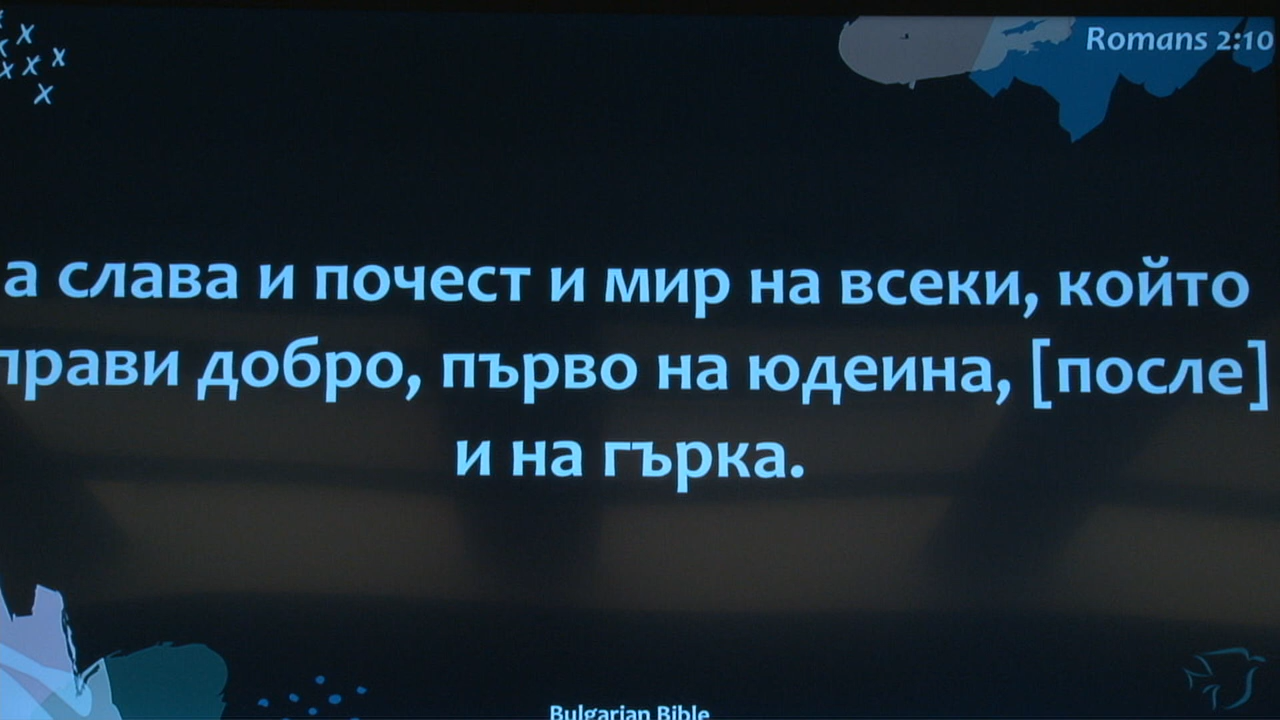 Romans 2:10
а слава и почест и мир на всеки, който
прави добро, първо на юдеина, [после]
и на гърка.
Bulgarian Bible